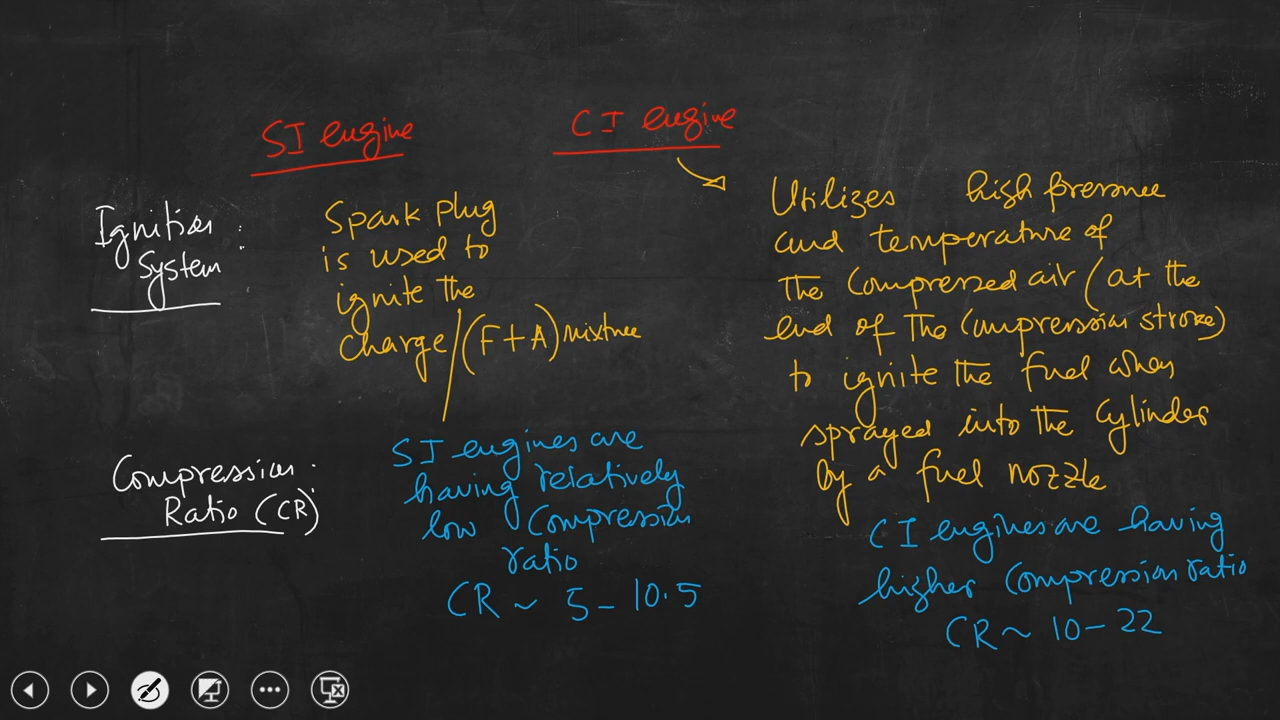 SI engine
CI engine
Ignition :
System
Spark plug
is used to
ignite the
charge/(F+A) mixture
Utilizes high pressure
and temperature of
the compressed air (at the
end of the compression stroke)
to ignite the fuel when
sprayed into the cylinder
by a fuel nozzle
Compression :
Ratio (CR)
SI engines are
having relatively
low compression
ratio
CR ~ 5 - 10.5
CI engines are having
higher compression ratio
CR ~ 10 - 22